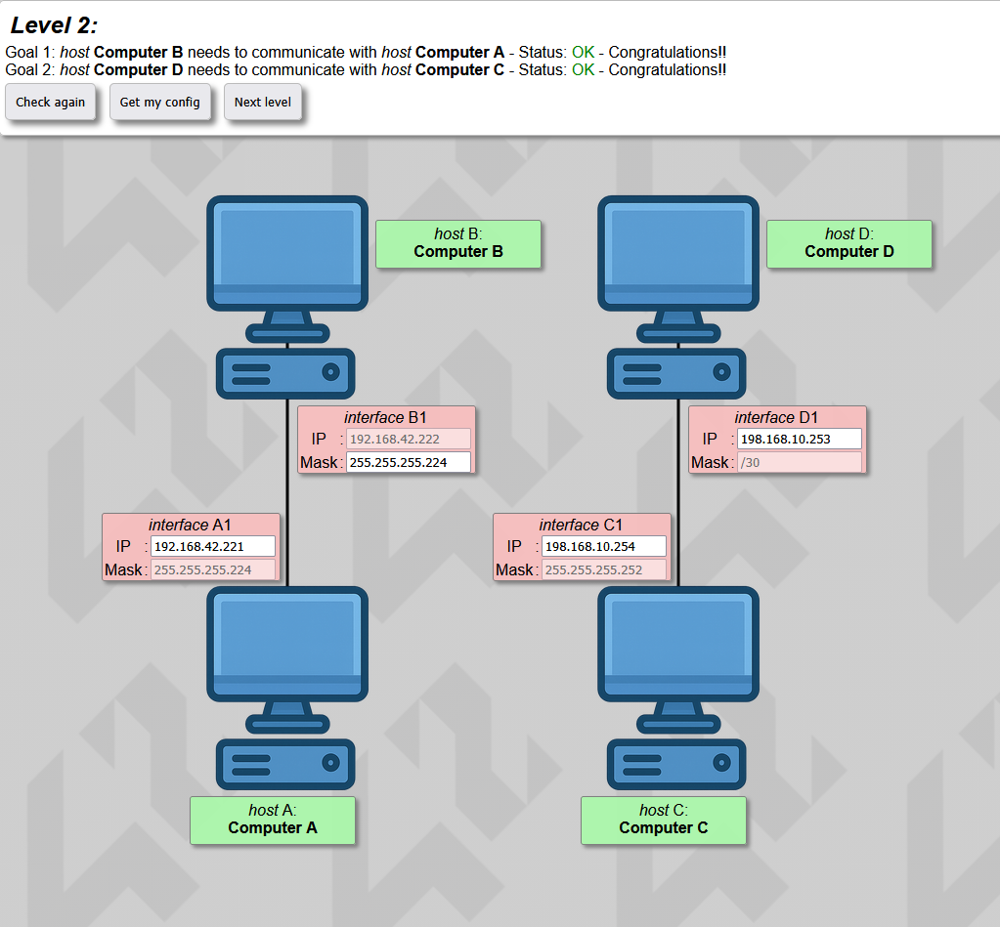 Level 2:
Goal 1: host Computer B needs to communicate with host Computer A - Status: OK - Congratulations!!
Goal 2: host Computer D needs to communicate with host Computer C - Status: OK - Congratulations!!
Check again
Get my config
Next level
host B:
Computer B
host D:
Computer D
interface B1
IP : 192.168.42.222
Mask: 255.255.255.224
interface D1
IP : 198.168.10.253
Mask: /30
interface A1
IP : 192.168.42.221
Mask: 255.255.255.224
interface C1
IP : 198.168.10.254
Mask: 255.255.255.252
host A:
Computer A
host C:
Computer C